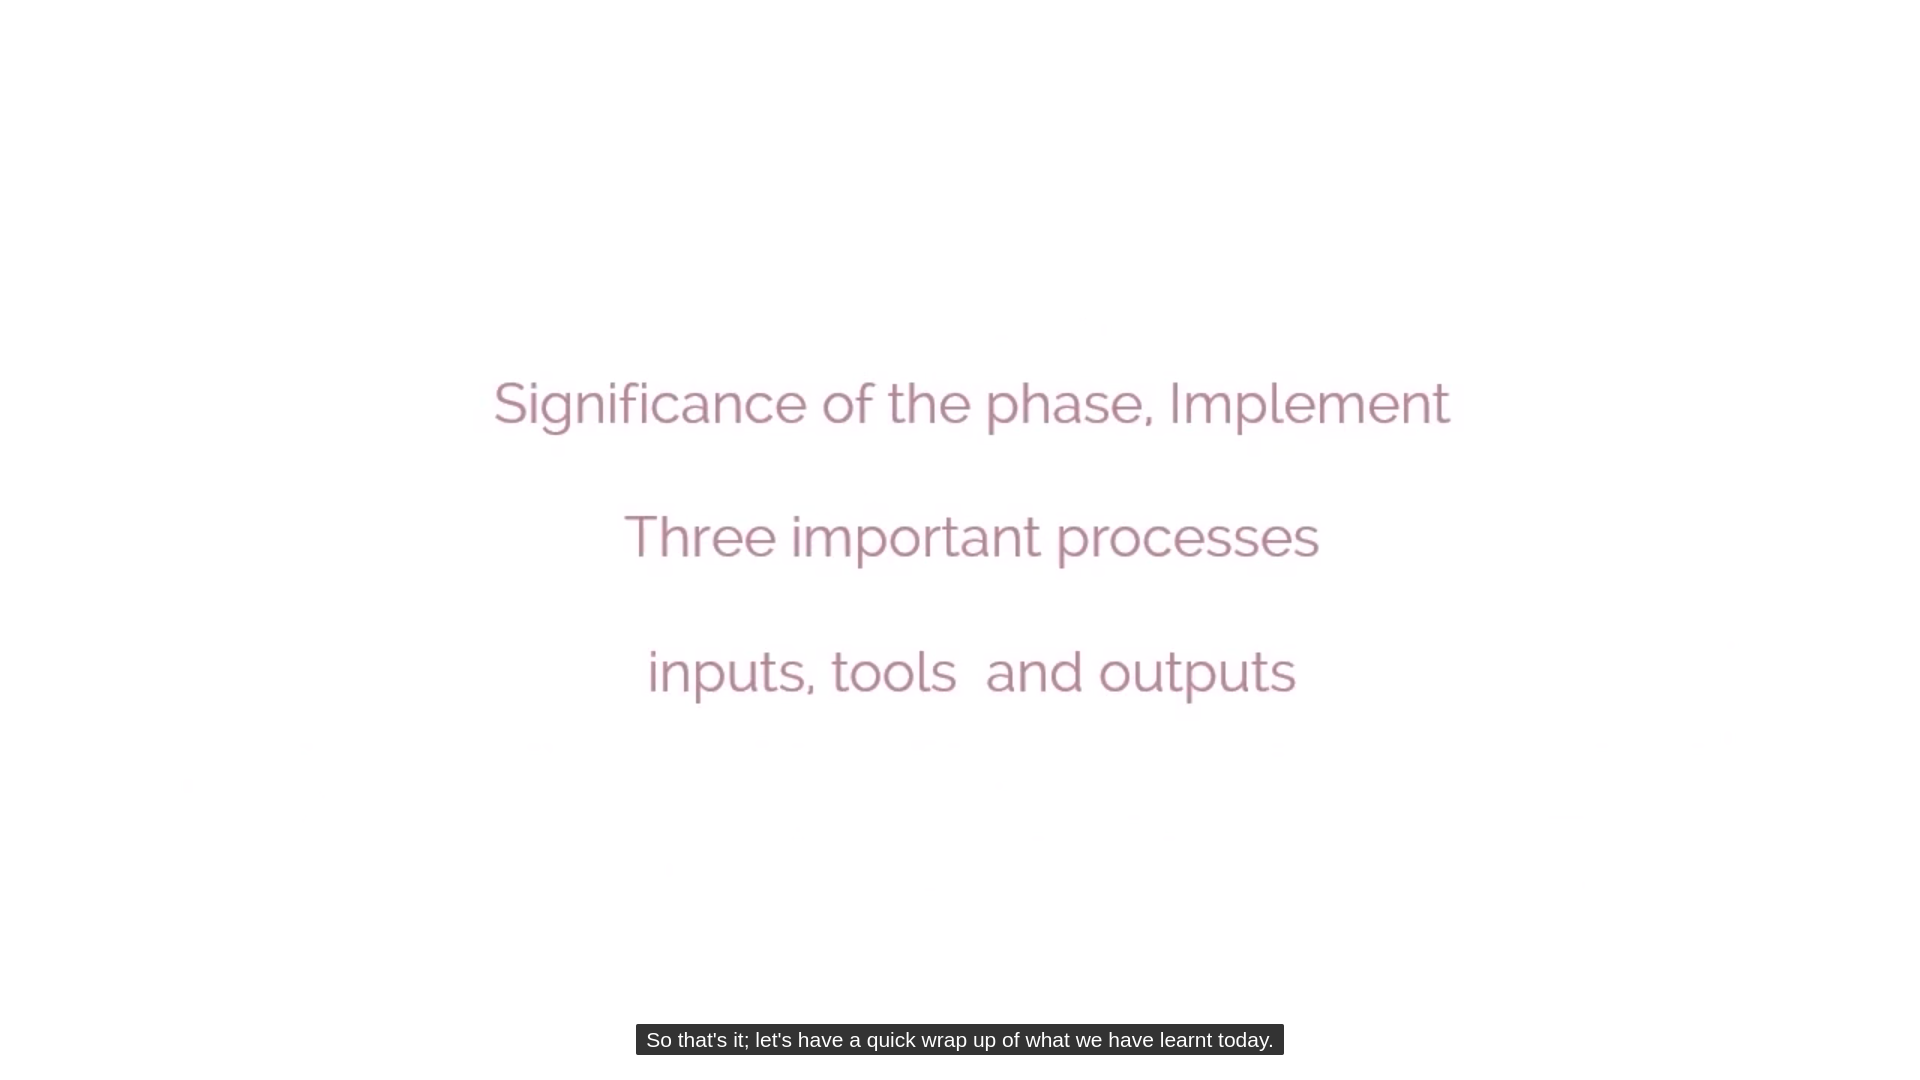 Significance of the phase, Implement
Three important processes
inputs, tools and outputs
So that's it; let's have a quick wrap up of what we have learnt today.